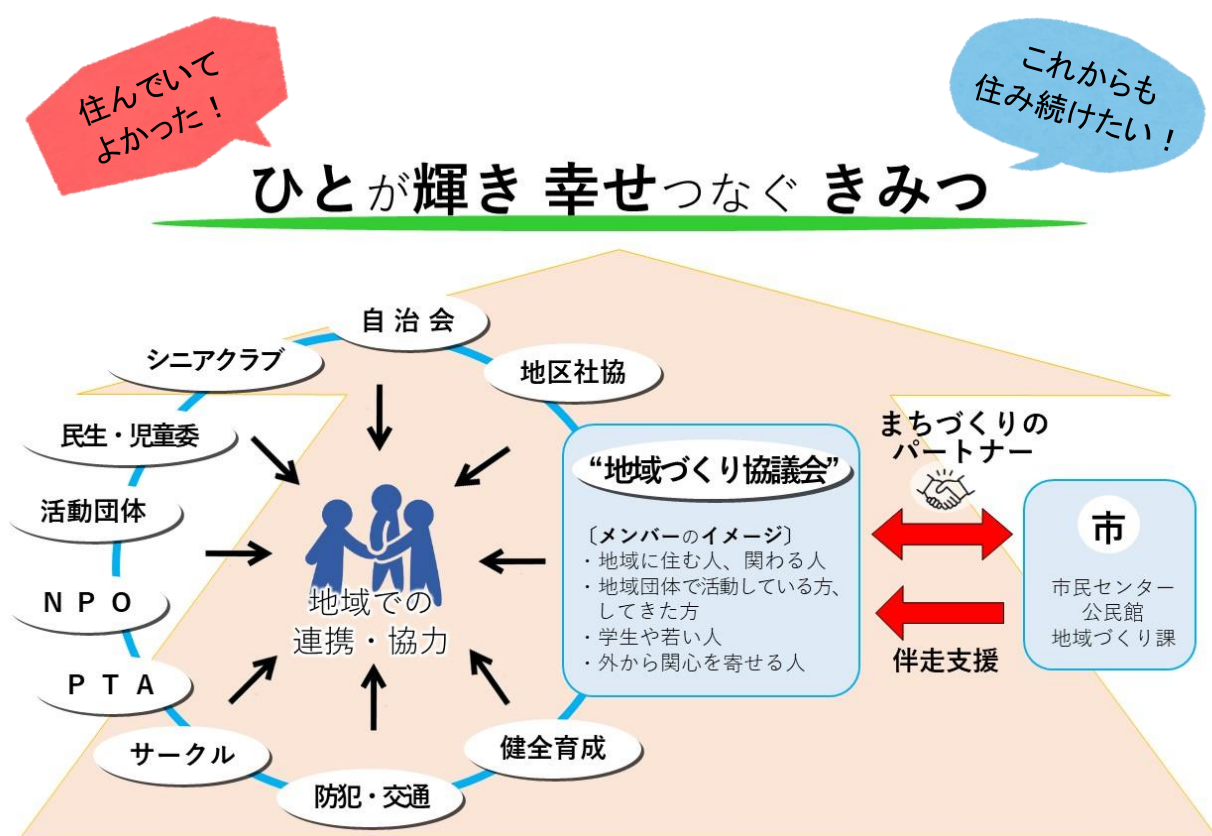 住んでいて
よかった！
これからも
住み続けたい！
ひとが輝き 幸せつなぐ きみつ
自治会
シニアクラブ
地区社協
民生・児童委
活動団体
NPO
PTA
サークル
防犯・交通
健全育成
地域での
連携・協力
“地域づくり協議会”
〔メンバーのイメージ〕
・地域に住む人、関わる人
・地域団体で活動している方、
してきた方
・学生や若い人
・外から関心を寄せる人
まちづくりの
パートナー
伴走支援
市
市民センター
公民館
地域づくり課